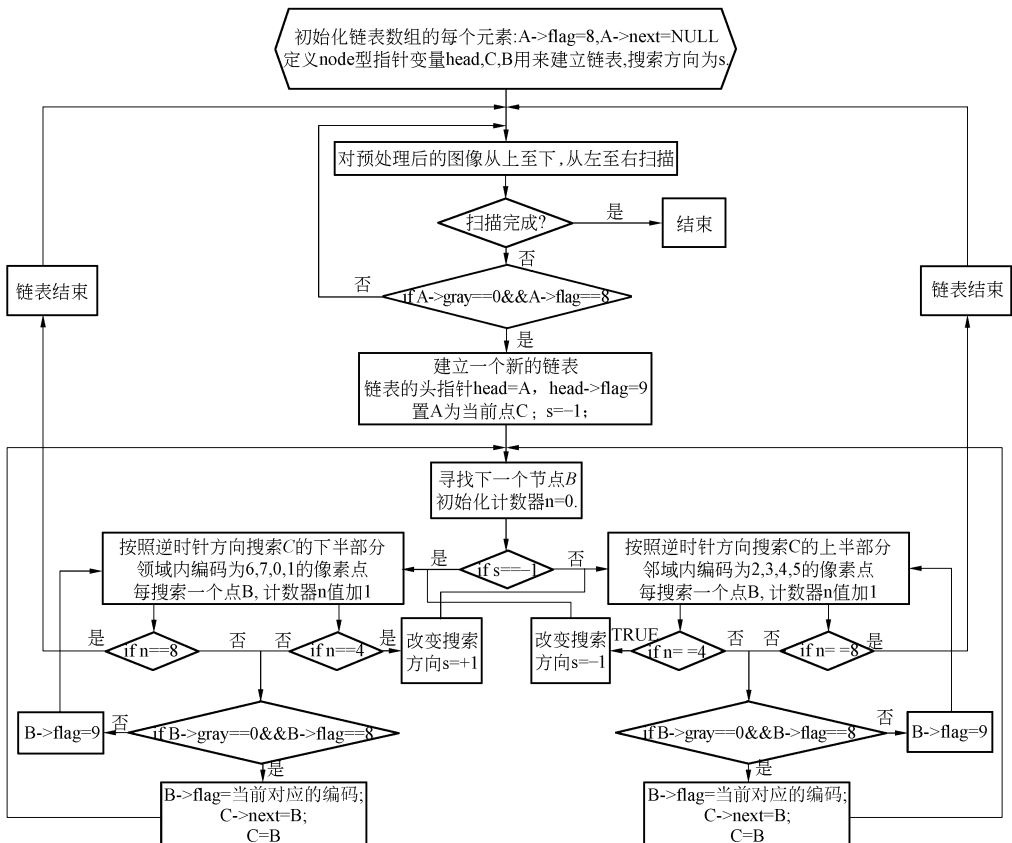 初始化链表数组的每个元素:A->flag=8,A->next=NULL
定义node型指针变量head,C,B用来建立链表,搜索方向为s.
对预处理后的图像从上至下,从左至右扫描
扫描完成?
是
结束
否
链表结束
否
if A->gray==0&&A->flag==8
链表结束
是
建立一个新的链表
链表的头指针head=A，head->flag=9
置A为当前点C；s=–1；
寻找下一个节点B
初始化计数器n=0.
按照逆时针方向搜索C的下半部分
领域内编码为6,7,0,1的像素点
每搜索一个点B, 计数器n值加1
是
if s==–1
否
按照逆时针方向搜索C的上半部分
邻域内编码为2,3,4,5的像素点
每搜索一个点B, 计数器n值加1
是
if n==8
否
否
if n==4
是
改变搜索
方向s=+1
改变搜索
方向s=–1
TRUE
if n= =4
否
否
if n= =8
是
B->flag=9
否
if B->gray==0&&B->flag==8
是
if B->gray==0&&B->flag==8
否
B->flag=9
是
B->flag=当前对应的编码;
C->next=B;
C=B
B->flag=当前对应的编码;
C->next=B;
C=B